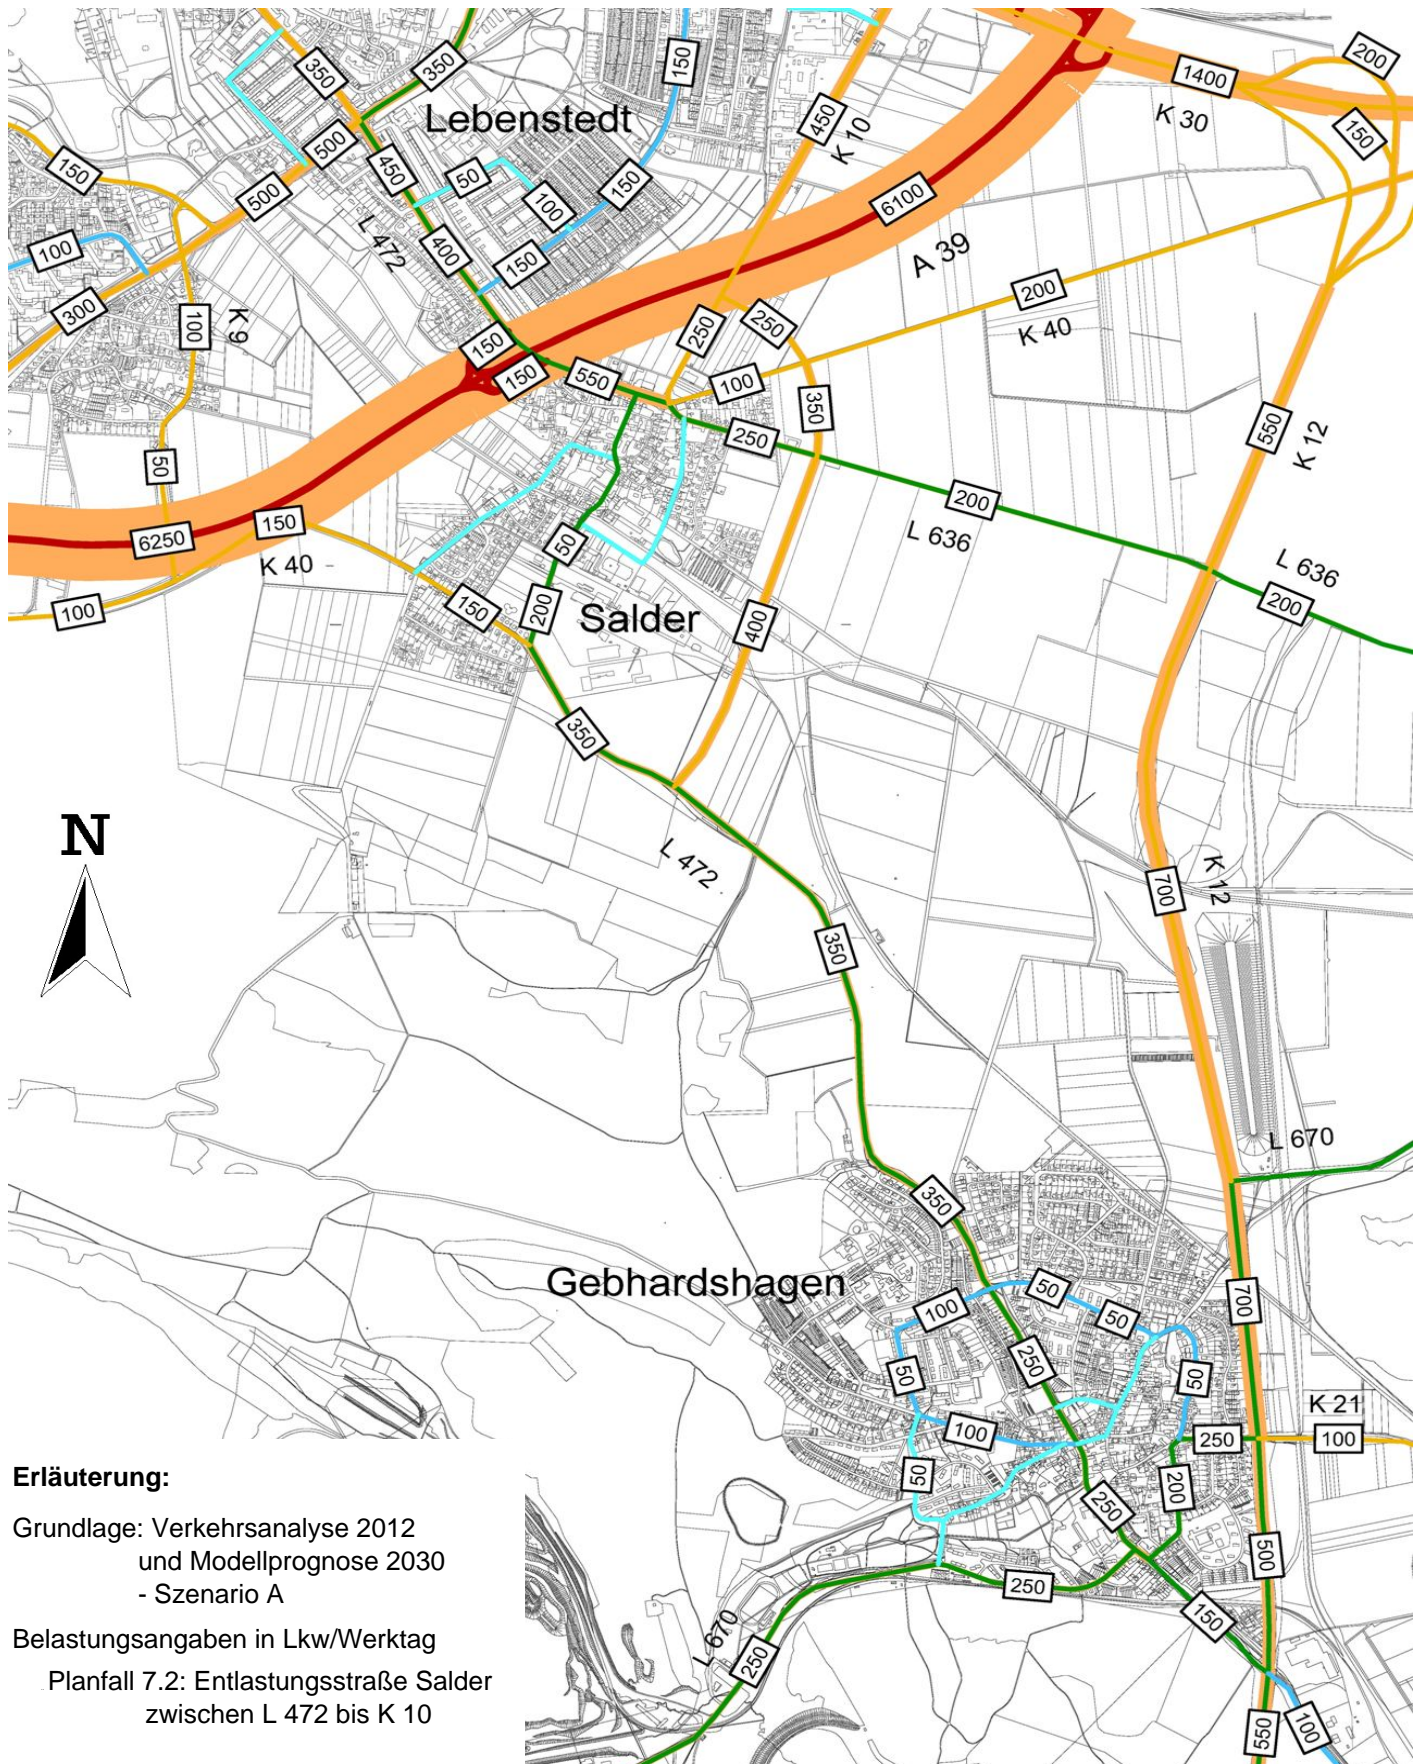 350
350
150
200
1400
K 30
150
Lebenstedt
450
K 10
500
450
50
150
150
500
100
6100
100
L 472
400
150
A 39
200
K 40
300
100
K 9
250
250
150
150
550
100
350
550
K 12
250
50
200
L 636
6250
150
K 40
50
L 636
200
100
150
200
Salder
400
350
N
L 472
K 12
700
350
L 670
350
Gebhardshagen
50
700
100
50
250
50
50
K 21
100
250
100
50
200
250
500
250
150
L 670
250
550
100
Erläuterung:
Grundlage: Verkehrsanalyse 2012
und Modellprognose 2030
- Szenario A
Belastungsangaben in Lkw/Werktag
Planfall 7.2: Entlastungsstraße Salder
zwischen L 472 bis K 10